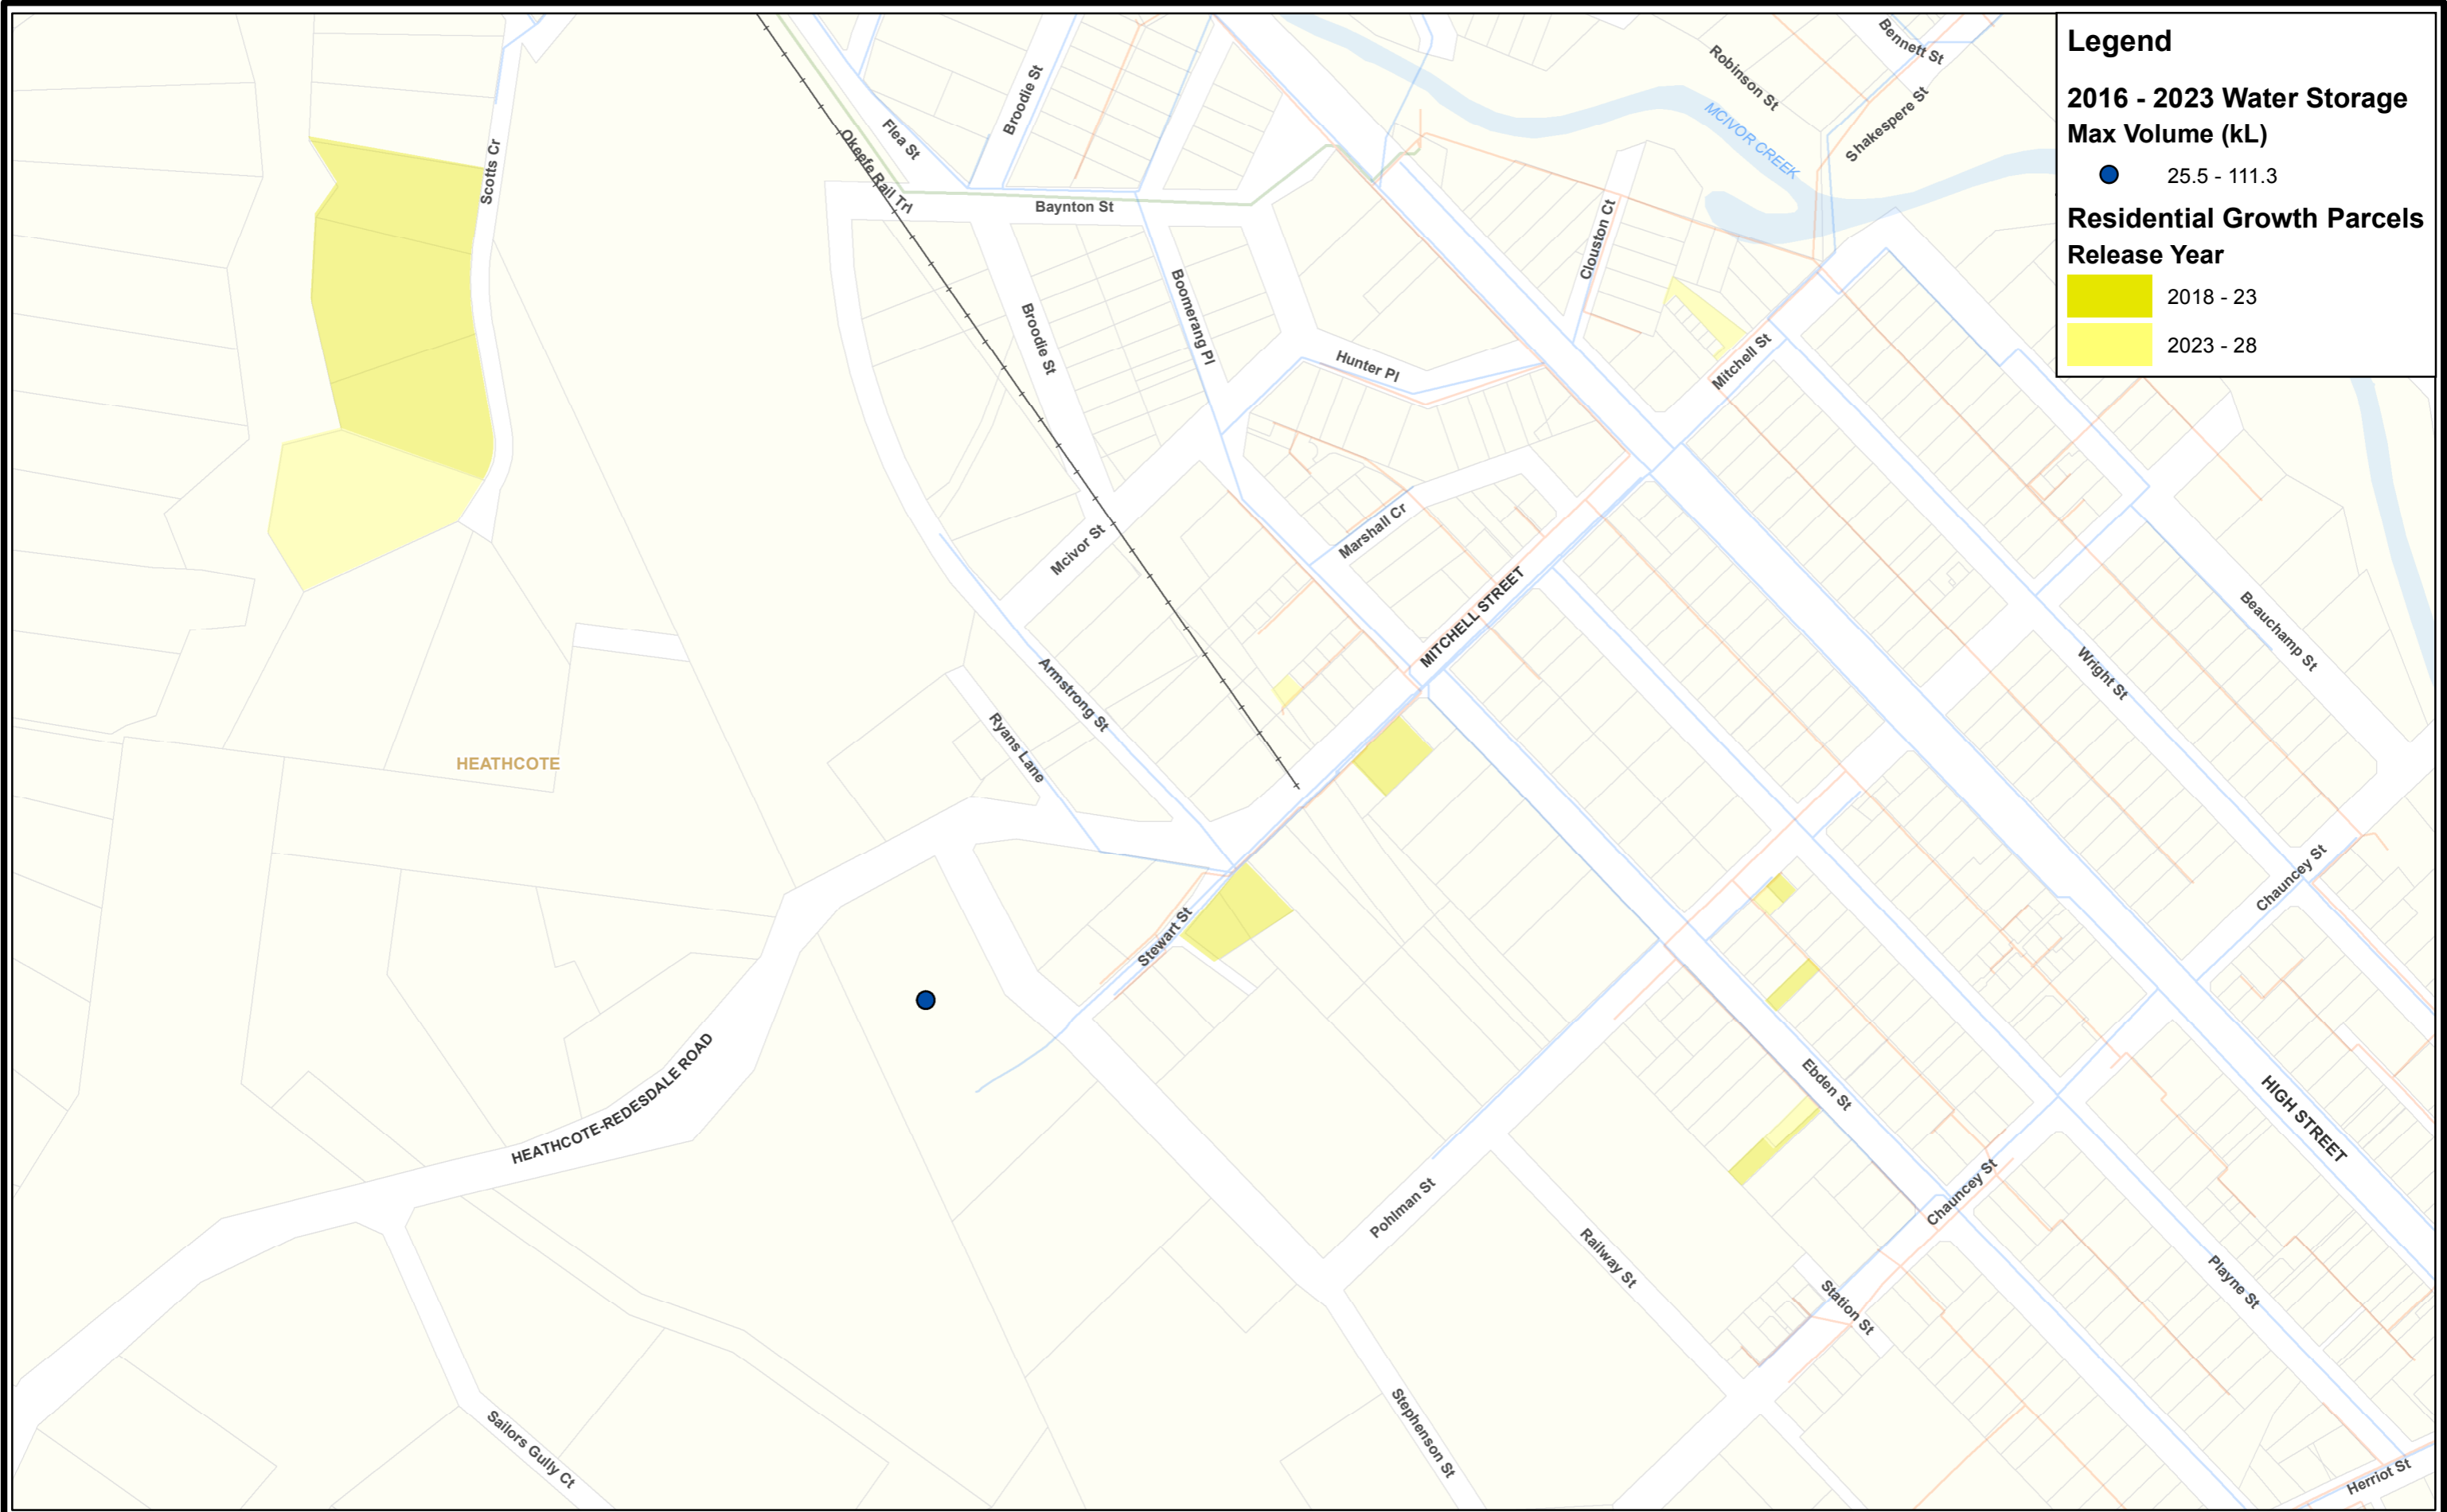 Legend
2016 - 2023 Water Storage
Max Volume (kL)
25.5 - 111.3
Residential Growth Parcels
Release Year
2018 - 23
2023 - 28
Bennett St
Robinson St
Shakespere St
MCIVOR CREEK
Broodie St
Flea St
Okeefe Rail Trl
Scotts Cr
Baynton St
Clouston Ct
Boomerang Pl
Broodie St
Hunter Pl
Mitchell St
Marshall Cr
Mcivor St
MITCHELL STREET
Beauchamp St
Wright St
Armstrong St
Ryans Lane
HEATHCOTE
Chauncey St
Stewart St
HEATHCOTE-REDESDALE ROAD
Ebden St
HIGH STREET
Chauncey St
Pohlman St
Railway St
Station St
Playne St
Stephenson St
Sailors Gully Ct
Herriot St